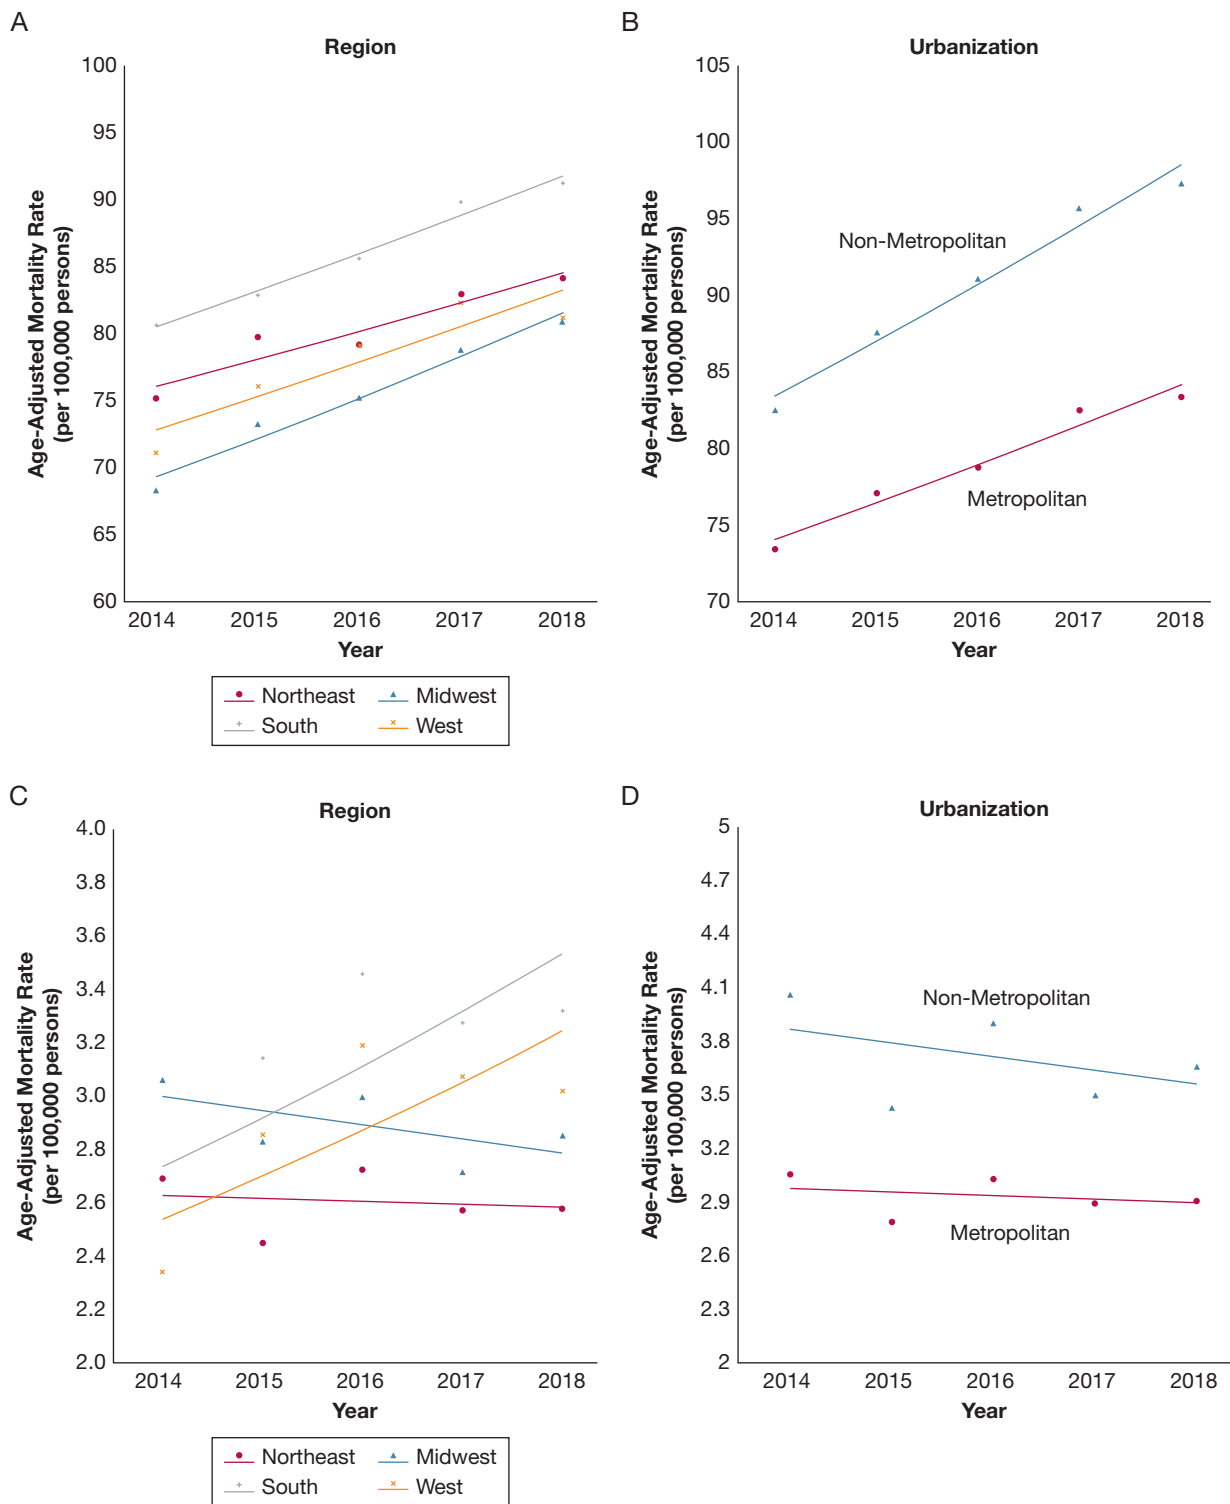 A
Region
Age-Adjusted Mortality Rate
(per 100,000 persons)
100
95
90
85
80
75
70
65
60
2014 2015 2016 2017 2018
Year
Northeast Midwest
South West
B
Urbanization
Age-Adjusted Mortality Rate
(per 100,000 persons)
105
100
95
90
85
80
75
70
Non-Metropolitan
Metropolitan
2014 2015 2016 2017 2018
Year
C
Region
Age-Adjusted Mortality Rate
(per 100,000 persons)
4.0
3.8
3.6
3.4
3.2
3.0
2.8
2.6
2.4
2.2
2.0
2014 2015 2016 2017 2018
Year
Northeast Midwest
South West
D
Urbanization
Age-Adjusted Mortality Rate
(per 100,000 persons)
5
4.7
4.4
4.1
3.8
3.5
3.2
2.9
2.6
2.3
2
Non-Metropolitan
Metropolitan
2014 2015 2016 2017 2018
Year